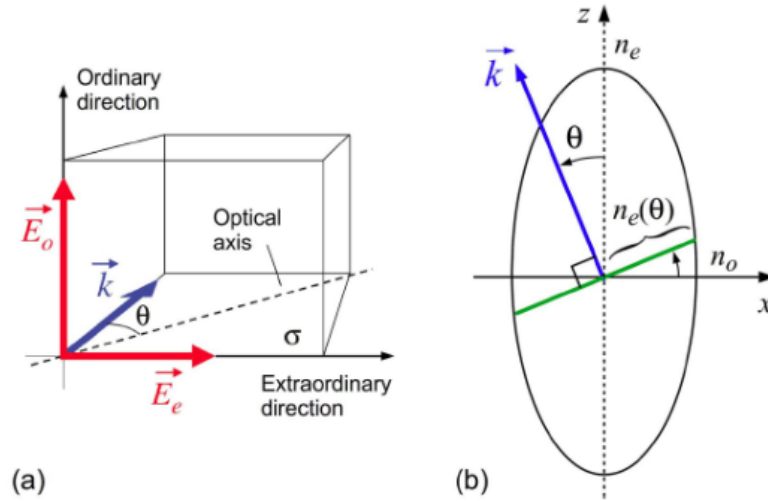 Ordinary
direction
E_o
k
θ
Optical
axis
σ
E_e
Extraordinary
direction
(a)
z
n_e
k
θ
n_e(θ)
n_o
x
(b)